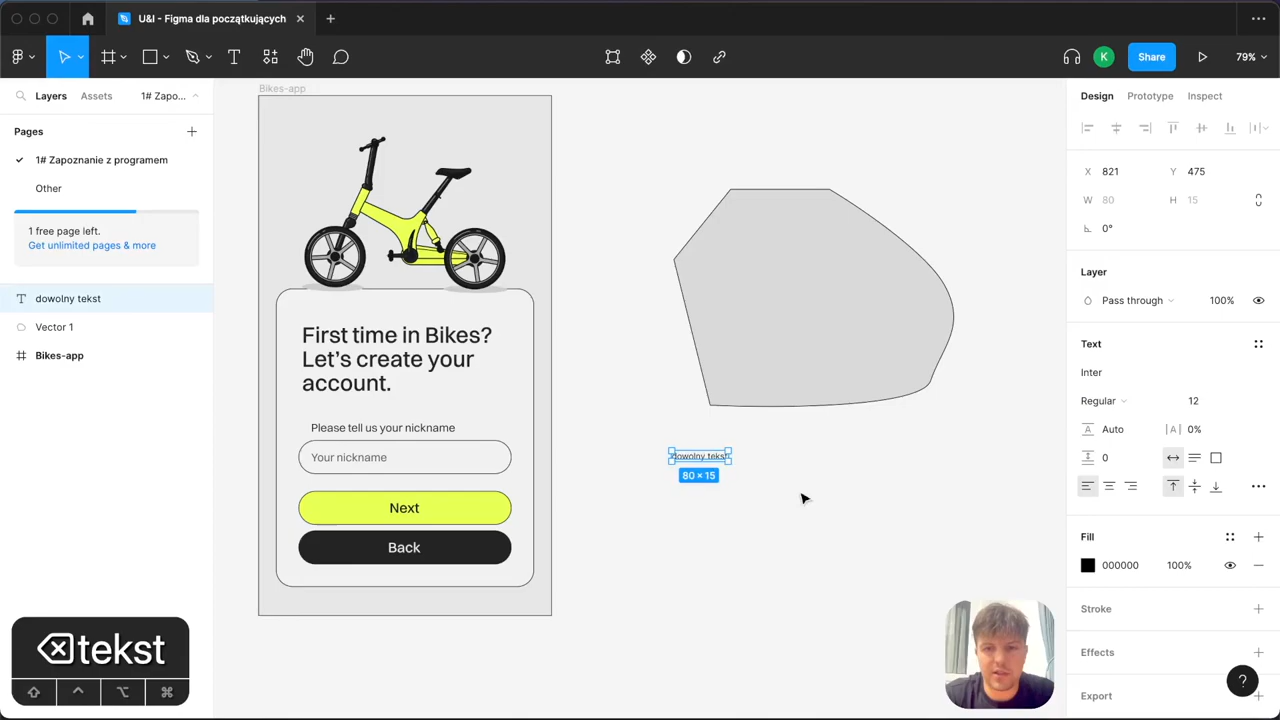 U&I - Figma dla początkujących
K
Share
79%
Layers
Assets
1# Zapo...
Pages
1# Zapoznanie z programem
Other
1 free page left.
Get unlimited pages & more
dowolny tekst
Vector 1
Bikes-app
Bikes-app
First time in Bikes?
Let's create your
account.
Please tell us your nickname
Your nickname
Next
Back
dowolny tekst
80 × 15
Design
Prototype
Inspect
X 821 Y 475
W 80 H 15
0°
Layer
Pass through 100%
Text
Inter
Regular 12
Auto |A| 0%
0
Fill
000000 100%
Stroke
Effects
Export
?
tekst